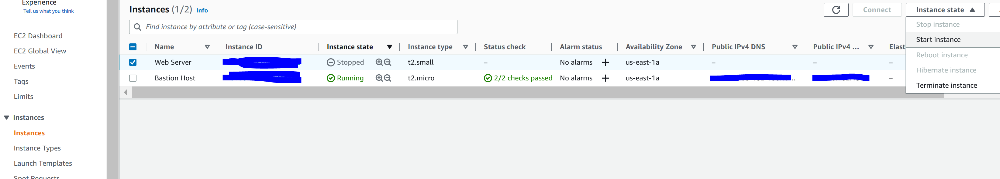 Experience
Tell us what you think
EC2 Dashboard
EC2 Global View
Events
Tags
Limits
Instances
Instances
Instance Types
Launch Templates
Spot Requests
Instances (1/2) Info
Connect
Instance state
Find instance by attribute or tag (case-sensitive)
Stop instance
Start instance
Reboot instance
Hibernate instance
Terminate instance
Name Instance ID Instance state Instance type Status check Alarm status Availability Zone Public IPv4 DNS Public IPv4 ... Elast
Web Server Stopped t2.small – No alarms + us-east-1a – – –
Bastion Host Running t2.micro 2/2 checks passed No alarms + us-east-1a –